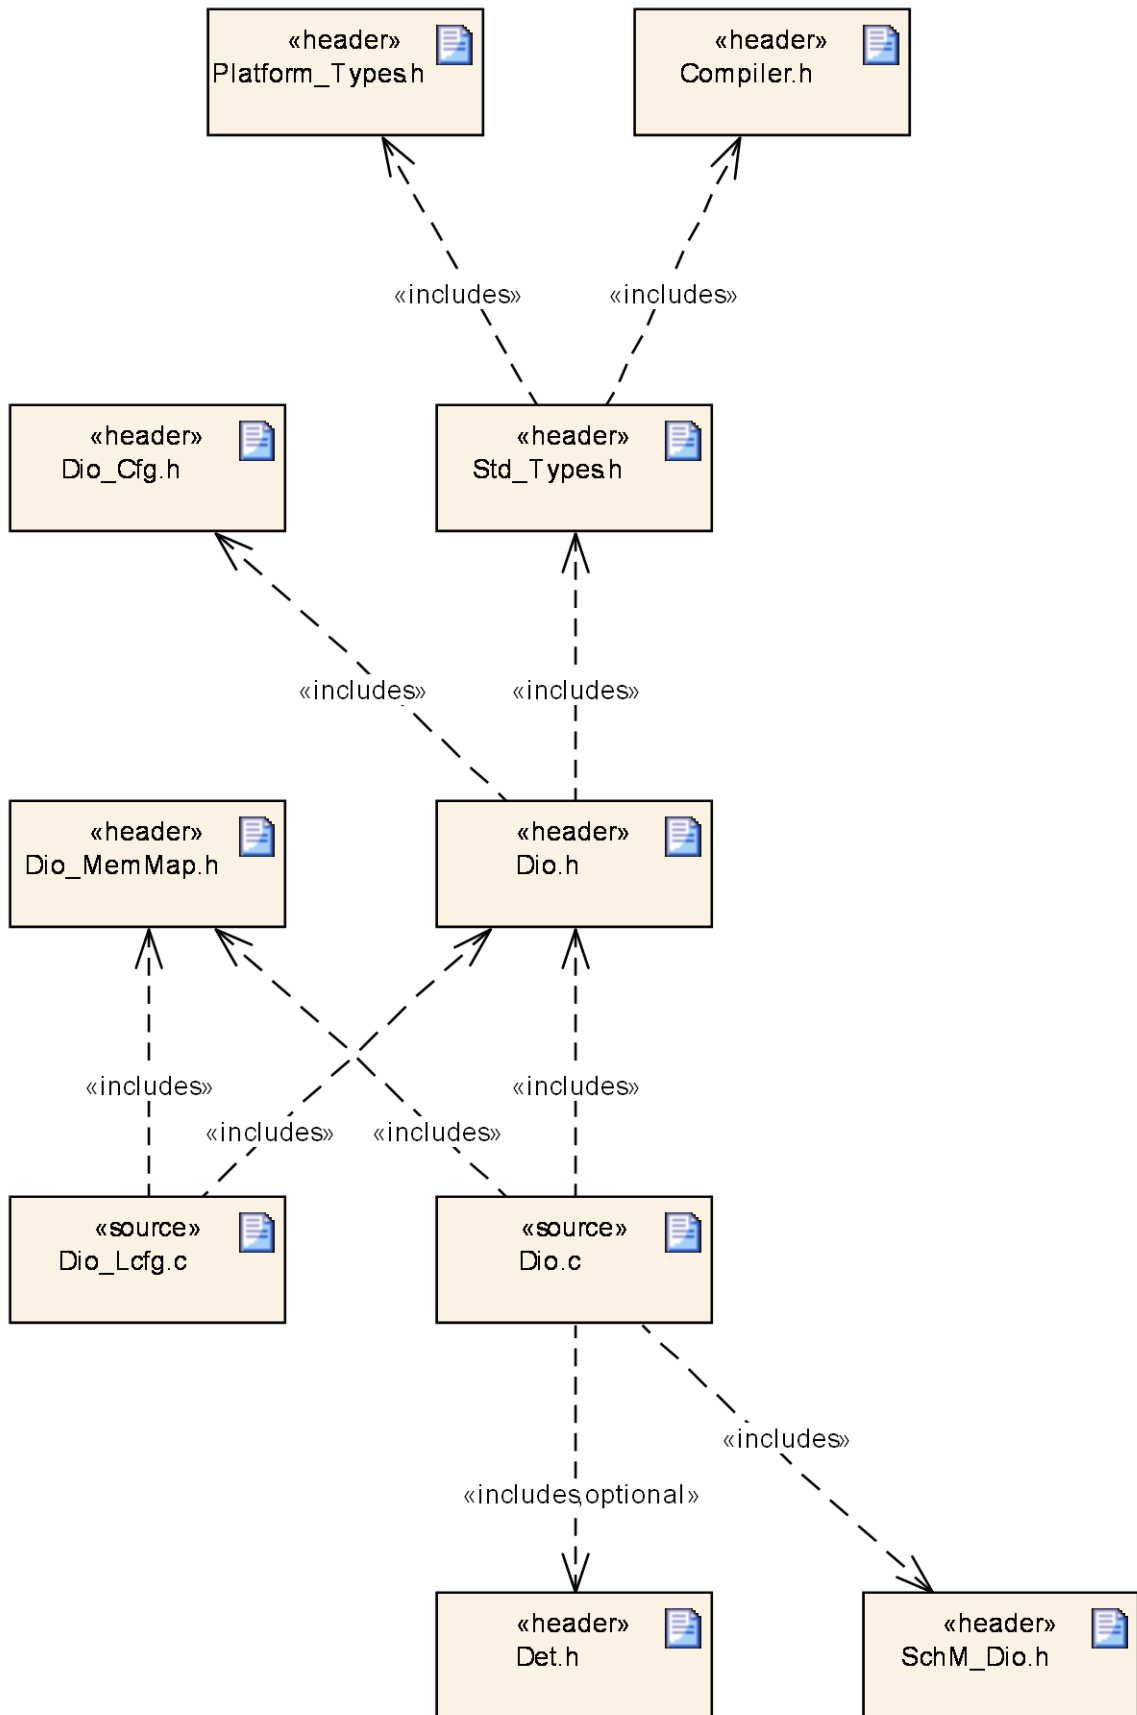 «header»
Platform_Types.h
«header»
Compiler.h
«includes»
«includes»
«header»
Dio_Cfg.h
«header»
Std_Types.h
«includes»
«includes»
«header»
Dio_MemMap.h
«header»
Dio.h
«includes»
«includes»
«includes»
«includes»
«source»
Dio_Lcfg.c
«source»
Dio.c
«includes»
«includes,optional»
«header»
Det.h
«header»
SchM_Dio.h